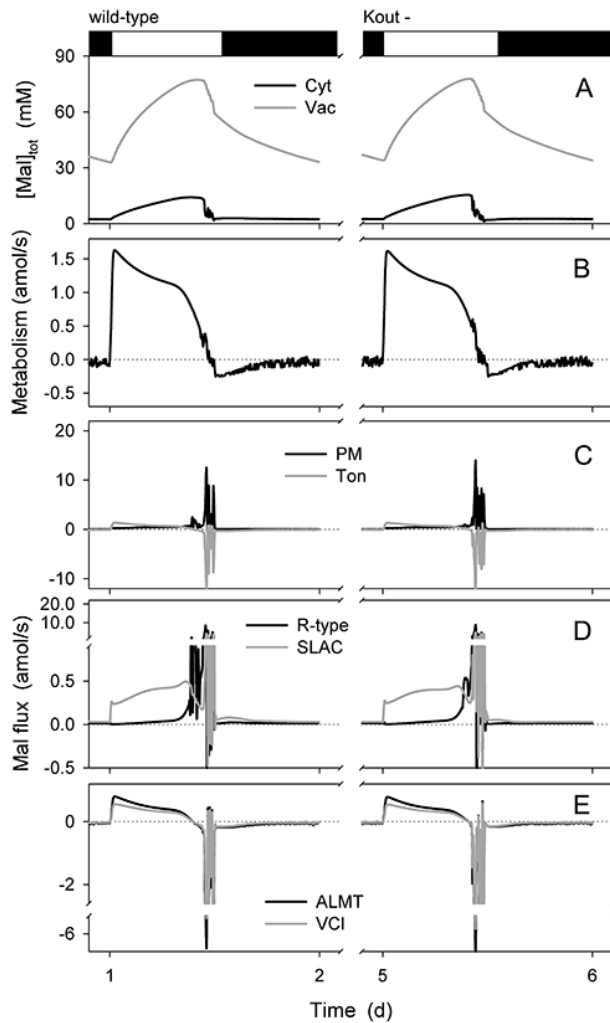 wild-type Kout -
90
60
30
0
[Mal]tot (mM)
Cyt
Vac
A
1.5
1.0
0.5
0.0
-0.5
Metabolism (amol/s)
B
20
10
0
-10
PM
Ton
C
20.0
10.0
0.5
0.0
-0.5
R-type
SLAC
D
Mal flux (amol/s)
0
-2
-6
ALMT
VCI
E
1 2 5 6
Time (d)